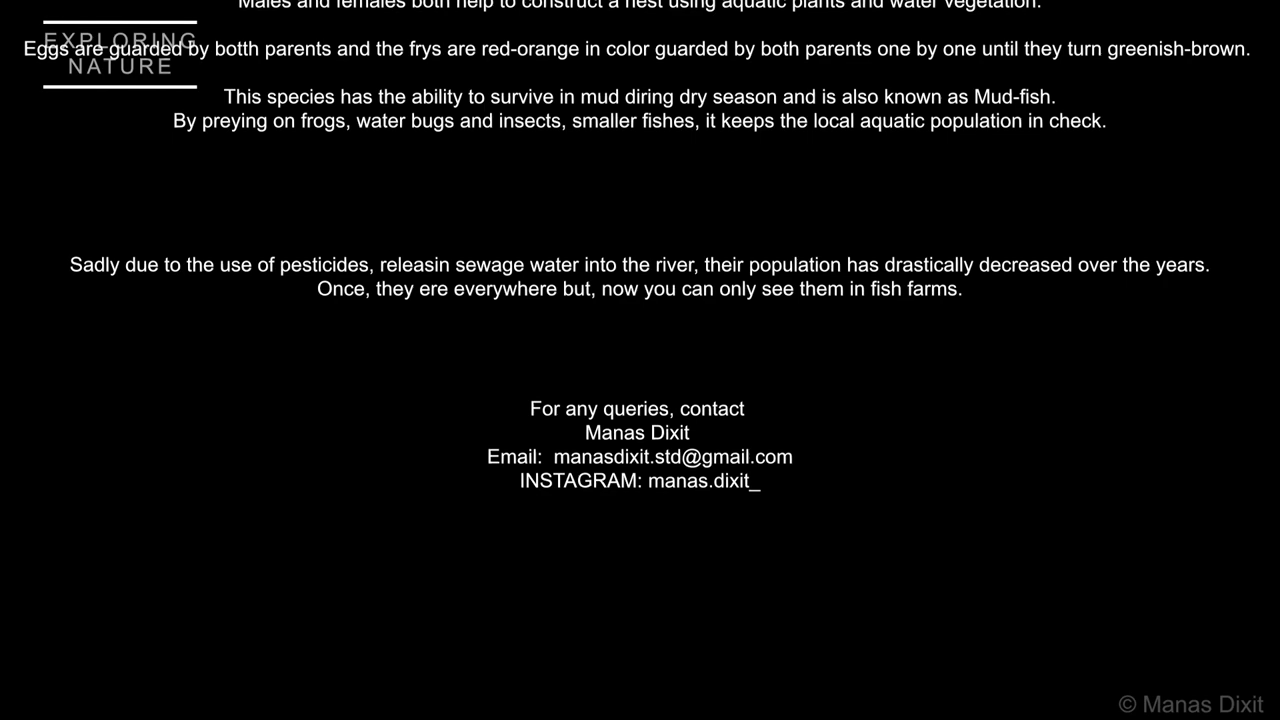 Males and females both help to construct a nest using aquatic plants and water vegetation.
EXPLORING
NATURE
Eggs are guarded by botth parents and the frys are red-orange in color guarded by both parents one by one until they turn greenish-brown.
This species has the ability to survive in mud diring dry season and is also known as Mud-fish.
By preying on frogs, water bugs and insects, smaller fishes, it keeps the local aquatic population in check.
Sadly due to the use of pesticides, releasin sewage water into the river, their population has drastically decreased over the years.
Once, they ere everywhere but, now you can only see them in fish farms.
For any queries, contact
Manas Dixit
Email:  manasdixit.std@gmail.com
INSTAGRAM: manas.dixit_
© Manas Dixit